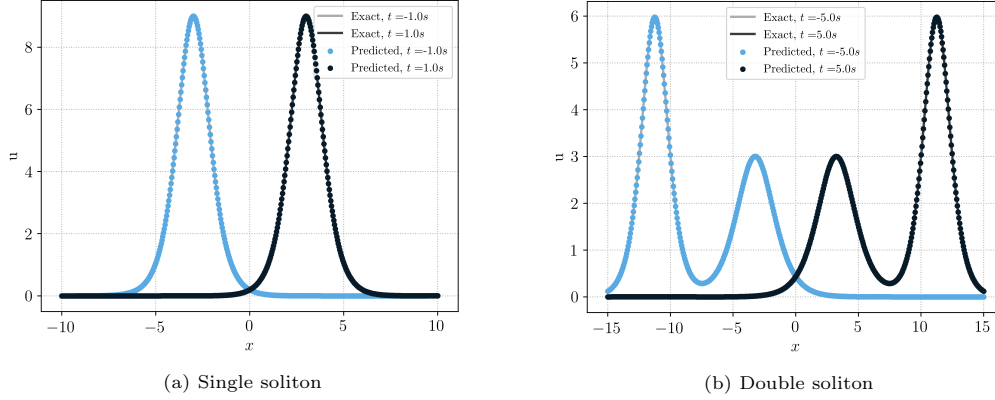 Exact, t =-1.0s
Exact, t =1.0s
Predicted, t =-1.0s
Predicted, t =1.0s
8
6
4
2
0
u
−10
−5
0
5
10
x
(a) Single soliton
Exact, t =-5.0s
Exact, t =5.0s
Predicted, t =-5.0s
Predicted, t =5.0s
6
5
4
3
2
1
0
u
−15
−10
−5
0
5
10
15
x
(b) Double soliton